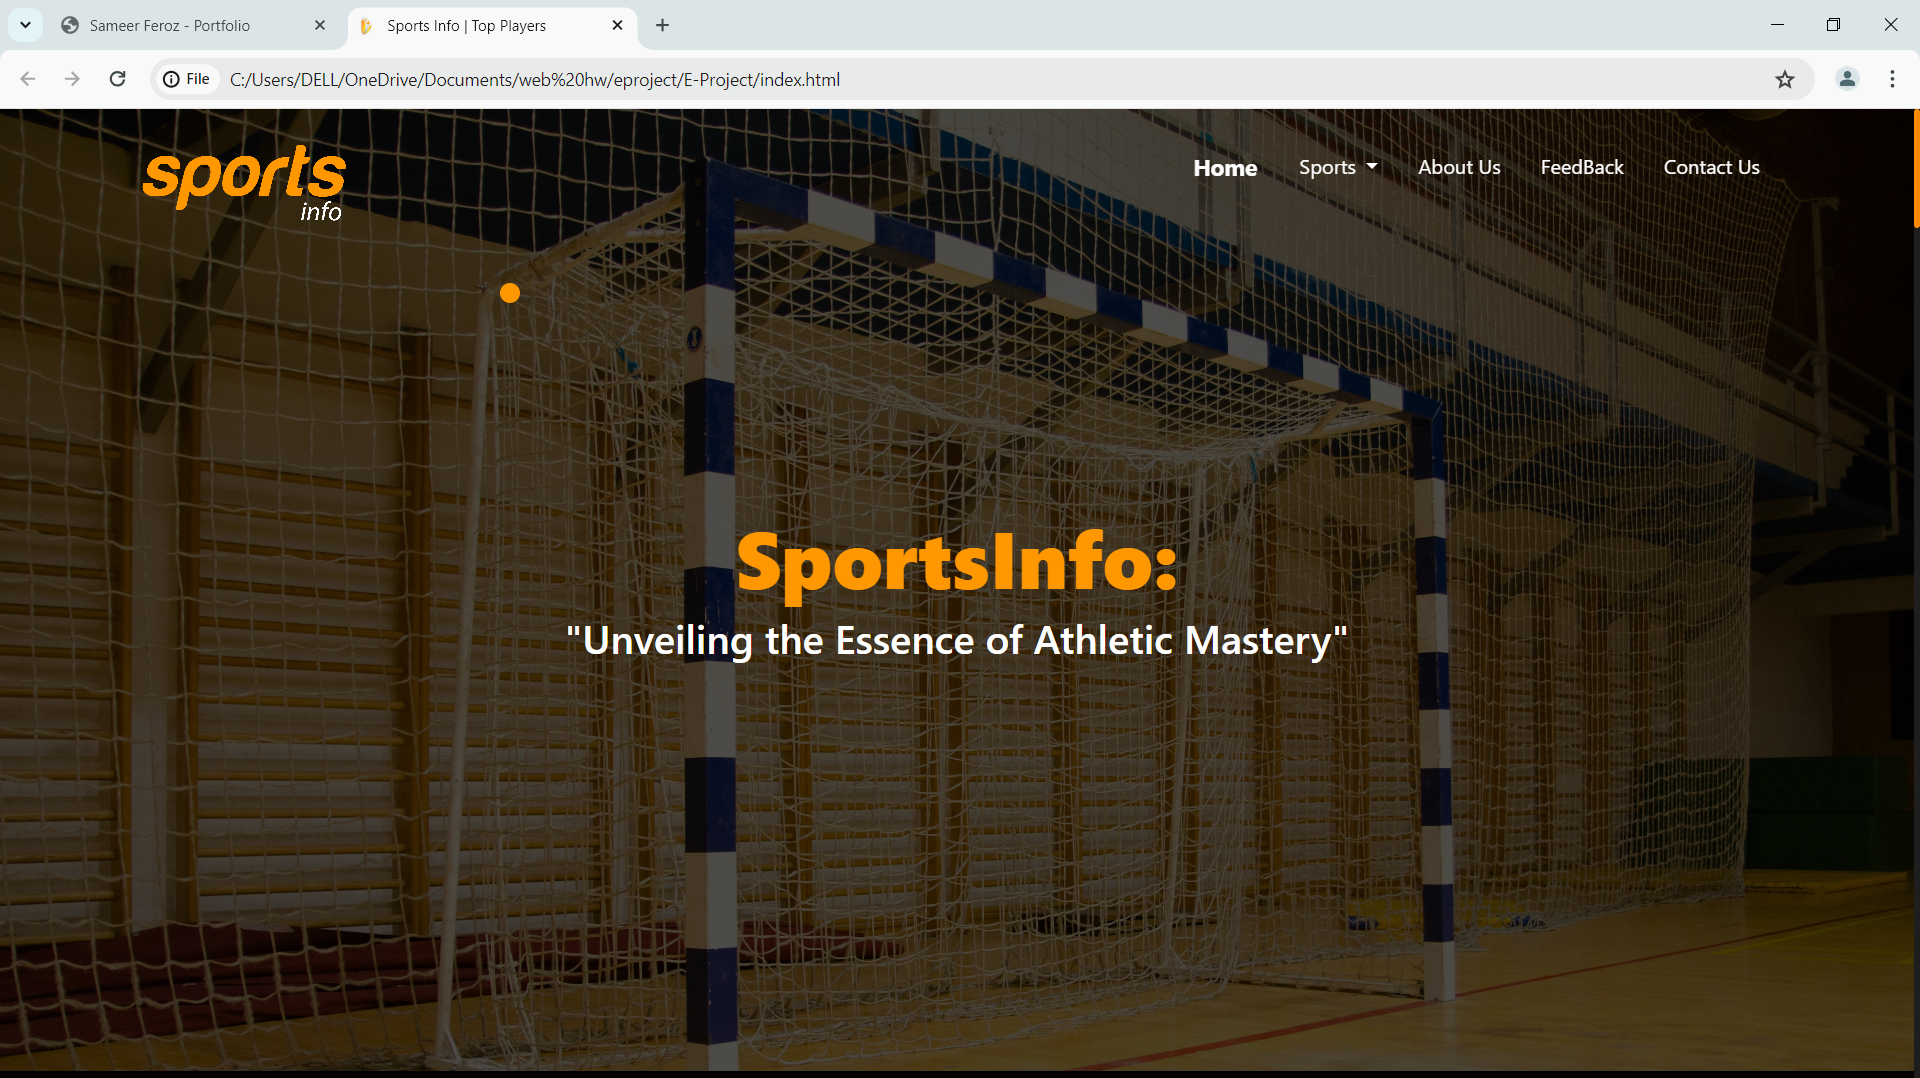 Sameer Feroz - Portfolio
Sports Info | Top Players
File
C:/Users/DELL/OneDrive/Documents/web%20hw/eproject/E-Project/index.html
sports
info
Home
Sports
About Us
FeedBack
Contact Us
SportsInfo:
"Unveiling the Essence of Athletic Mastery"